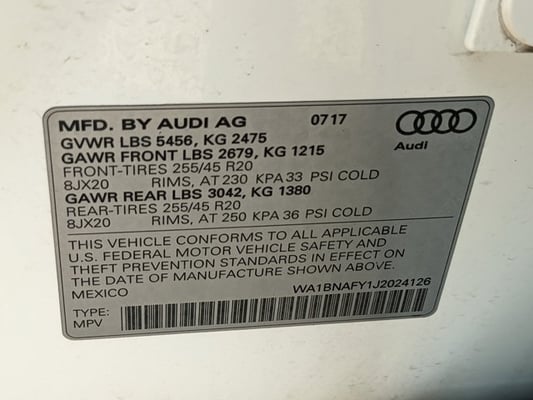 MFD. BY AUDI AG 07 17
GVWR LBS 5456, KG 2475
GAWR FRONT LBS 2679, KG 1215
FRONT-TIRES 255/45 R20
8JX20 RIMS, AT 230 KPA 33 PSI COLD
GAWR REAR LBS 3042, KG 1380
REAR-TIRES 255/45 R20
8JX20 RIMS, AT 250 KPA 36 PSI COLD
Audi
THIS VEHICLE CONFORMS TO ALL APPLICABLE
U.S. FEDERAL MOTOR VEHICLE SAFETY AND
THEFT PREVENTION STANDARDS IN EFFECT ON
THE DATE OF MANUFACTURE SHOWN ABOVE.
MEXICO WA1BNAFY1J2024126
TYPE:
MPV